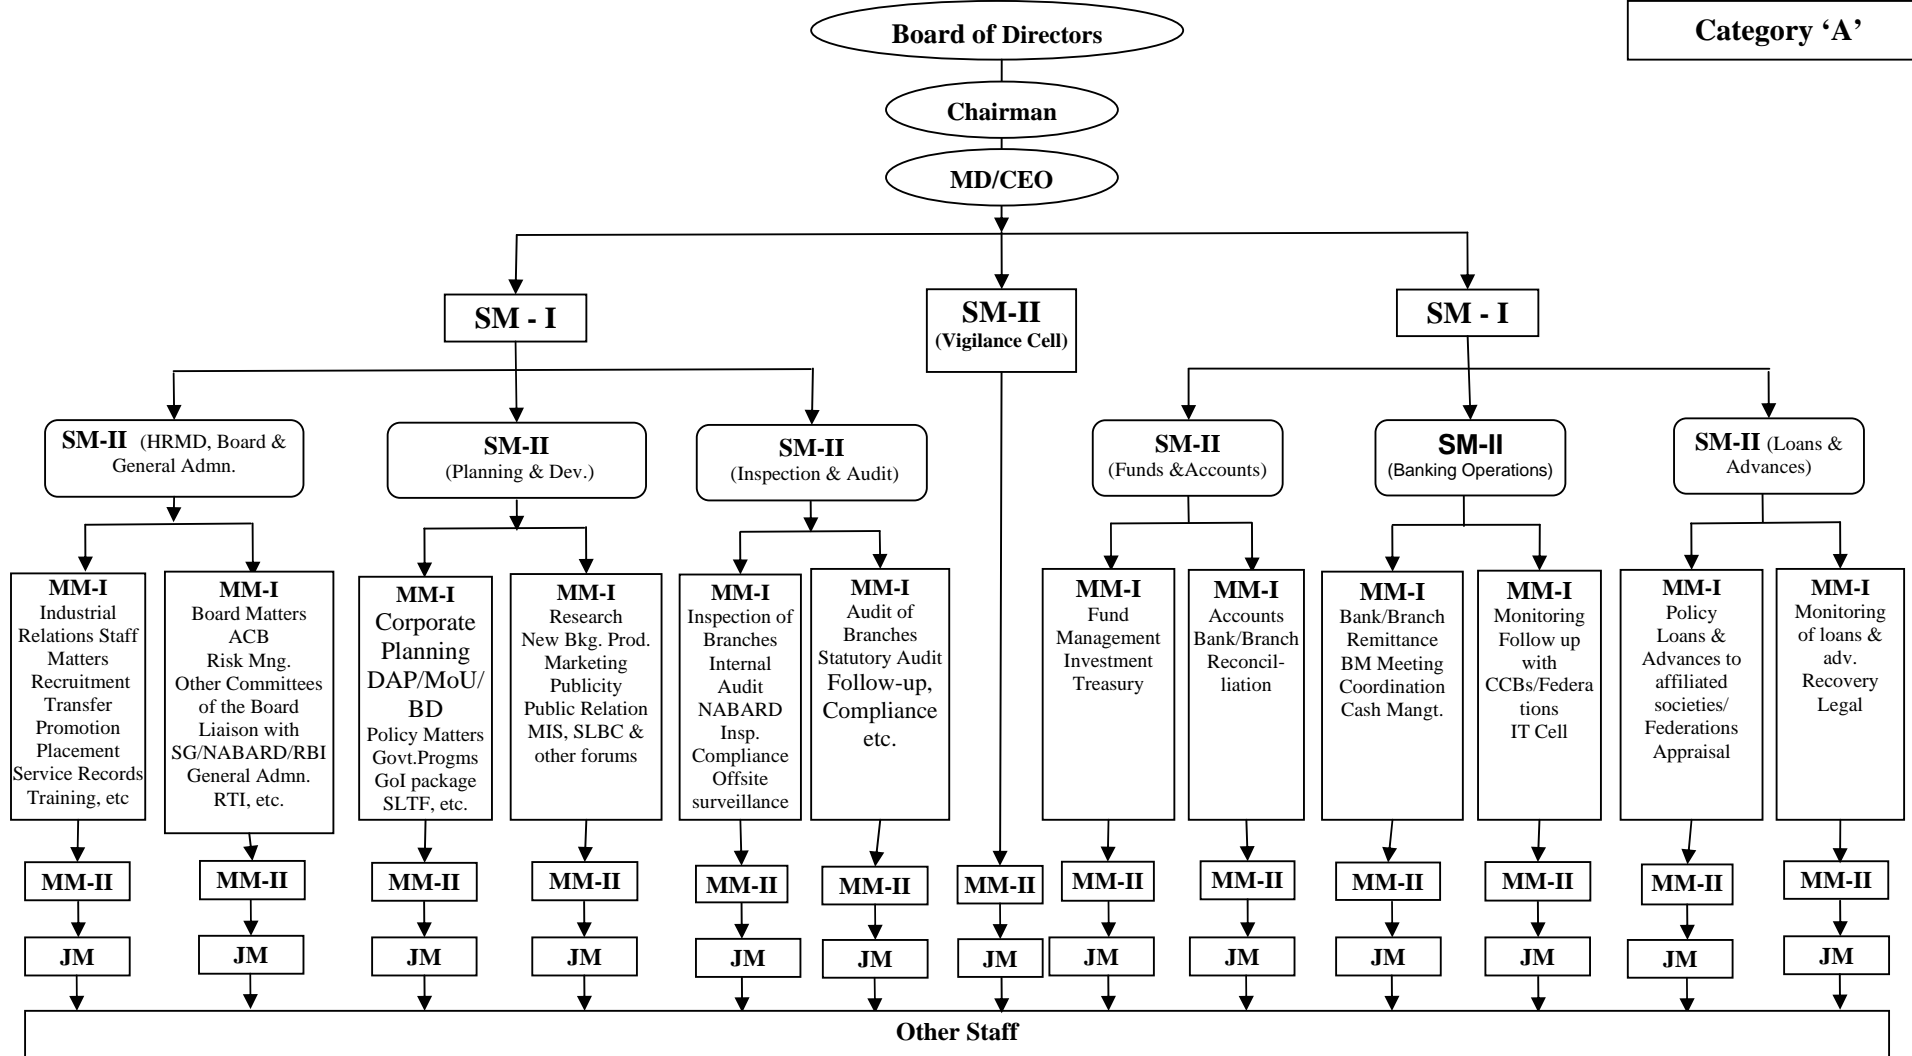 Board of Directors
Category ‘A’
Chairman
MD/CEO
SM - I
SM-II
(Vigilance Cell)
SM - I
SM-II (HRMD, Board &
General Admn.
SM-II
(Planning & Dev.)
SM-II
(Inspection & Audit)
SM-II
(Funds &Accounts)
SM-II
(Banking Operations)
SM-II (Loans &
Advances)
MM-I
Industrial
Relations Staff
Matters
Recruitment
Transfer
Promotion
Placement
Service Records
Training, etc
MM-I
Board Matters
ACB
Risk Mng.
Other Committees
of the Board
Liaison with
SG/NABARD/RBI
General Admn.
RTI, etc.
MM-I
Corporate
Planning
DAP/MoU/
BD
Policy Matters
Govt.Progms
GoI package
SLTF, etc.
MM-I
Research
New Bkg. Prod.
Marketing
Publicity
Public Relation
MIS, SLBC &
other forums
MM-I
Inspection of
Branches
Internal
Audit
NABARD
Insp.
Compliance
Offsite
surveillance
MM-I
Audit of
Branches
Statutory Audit
Follow-up,
Compliance
etc.
MM-I
Fund
Management
Investment
Treasury
MM-I
Accounts
Bank/Branch
Reconcil-
liation
MM-I
Bank/Branch
Remittance
BM Meeting
Coordination
Cash Mangt.
MM-I
Monitoring
Follow up
with
CCBs/Federa
tions
IT Cell
MM-I
Policy
Loans &
Advances to
affiliated
societies/
Federations
Appraisal
MM-I
Monitoring
of loans &
adv.
Recovery
Legal
MM-II
MM-II
MM-II
MM-II
MM-II
MM-II
MM-II
MM-II
MM-II
MM-II
MM-II
MM-II
MM-II
JM
JM
JM
JM
JM
JM
JM
JM
JM
JM
JM
JM
JM
Other Staff